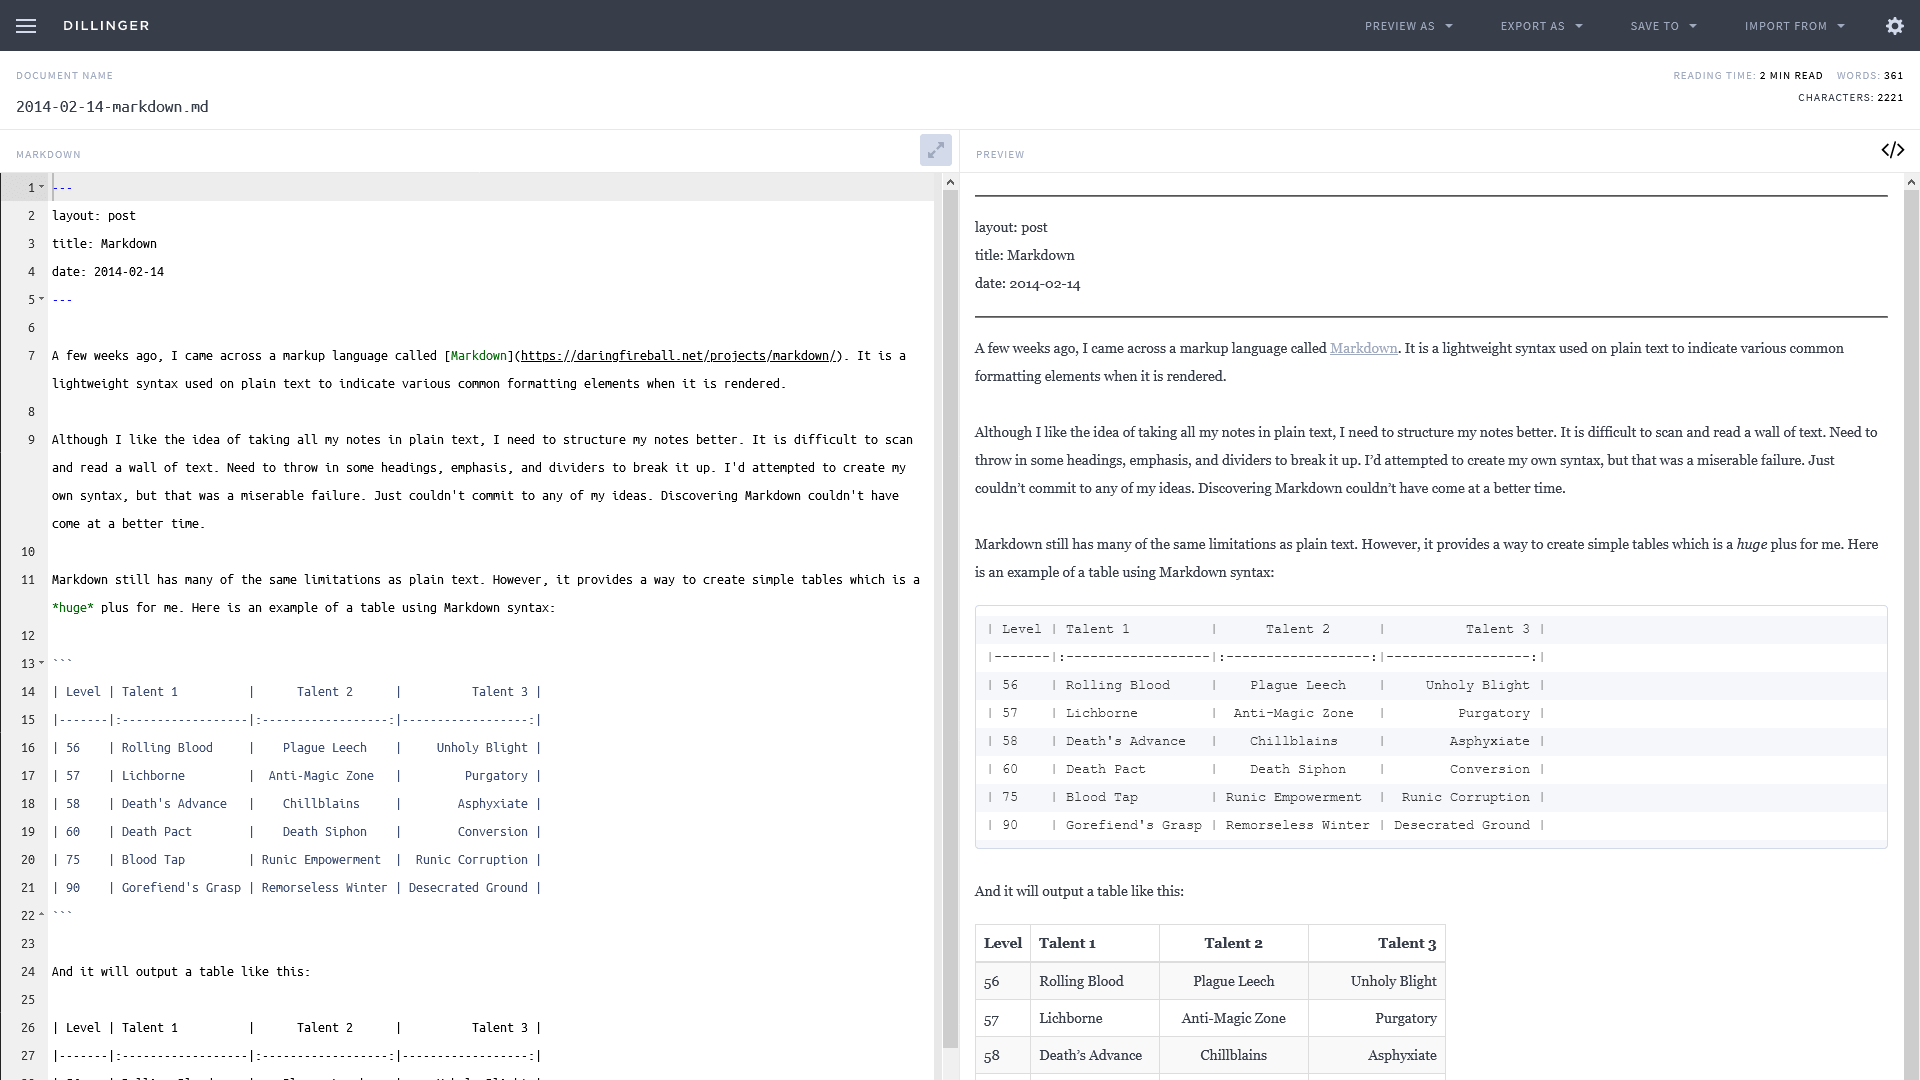 DILLINGER
PREVIEW AS
EXPORT AS
SAVE TO
IMPORT FROM
DOCUMENT NAME
2014-02-14-markdown.md
READING TIME: 2 MIN READ WORDS: 361
CHARACTERS: 2221
MARKDOWN
1 ---
2 layout: post
3 title: Markdown
4 date: 2014-02-14
5 ---
6
7 A few weeks ago, I came across a markup language called [Markdown](https://daringfireball.net/projects/markdown/). It is a
lightweight syntax used on plain text to indicate various common formatting elements when it is rendered.
8
9 Although I like the idea of taking all my notes in plain text, I need to structure my notes better. It is difficult to scan
and read a wall of text. Need to throw in some headings, emphasis, and dividers to break it up. I'd attempted to create my
own syntax, but that was a miserable failure. Just couldn't commit to any of my ideas. Discovering Markdown couldn't have
come at a better time.
10
11 Markdown still has many of the same limitations as plain text. However, it provides a way to create simple tables which is a
*huge* plus for me. Here is an example of a table using Markdown syntax:
12
13 ```
14 | Level | Talent 1          |      Talent 2      |          Talent 3 |
15 |-------|:------------------|:------------------:|------------------:|
16 | 56    | Rolling Blood     |    Plague Leech    |     Unholy Blight |
17 | 57    | Lichborne         |  Anti-Magic Zone   |         Purgatory |
18 | 58    | Death's Advance   |    Chillblains     |        Asphyxiate |
19 | 60    | Death Pact        |    Death Siphon    |        Conversion |
20 | 75    | Blood Tap         | Runic Empowerment  |  Runic Corruption |
21 | 90    | Gorefiend's Grasp | Remorseless Winter | Desecrated Ground |
22 ```
23
24 And it will output a table like this:
25
26 | Level | Talent 1          |      Talent 2      |          Talent 3 |
27 |-------|:------------------|:------------------:|------------------:|
PREVIEW
</>
layout: post
title: Markdown
date: 2014-02-14
A few weeks ago, I came across a markup language called Markdown. It is a lightweight syntax used on plain text to indicate various common
formatting elements when it is rendered.
Although I like the idea of taking all my notes in plain text, I need to structure my notes better. It is difficult to scan and read a wall of text. Need to
throw in some headings, emphasis, and dividers to break it up. I’d attempted to create my own syntax, but that was a miserable failure. Just
couldn’t commit to any of my ideas. Discovering Markdown couldn’t have come at a better time.
Markdown still has many of the same limitations as plain text. However, it provides a way to create simple tables which is a huge plus for me. Here
is an example of a table using Markdown syntax:
| Level | Talent 1          |      Talent 2      |          Talent 3 |
|-------|:------------------|:------------------:|------------------:|
| 56    | Rolling Blood     |    Plague Leech    |     Unholy Blight |
| 57    | Lichborne         |  Anti-Magic Zone   |         Purgatory |
| 58    | Death's Advance   |    Chillblains     |        Asphyxiate |
| 60    | Death Pact        |    Death Siphon    |        Conversion |
| 75    | Blood Tap         | Runic Empowerment  |  Runic Corruption |
| 90    | Gorefiend's Grasp | Remorseless Winter | Desecrated Ground |
And it will output a table like this:
Level Talent 1 Talent 2 Talent 3
56 Rolling Blood Plague Leech Unholy Blight
57 Lichborne Anti-Magic Zone Purgatory
58 Death’s Advance Chillblains Asphyxiate